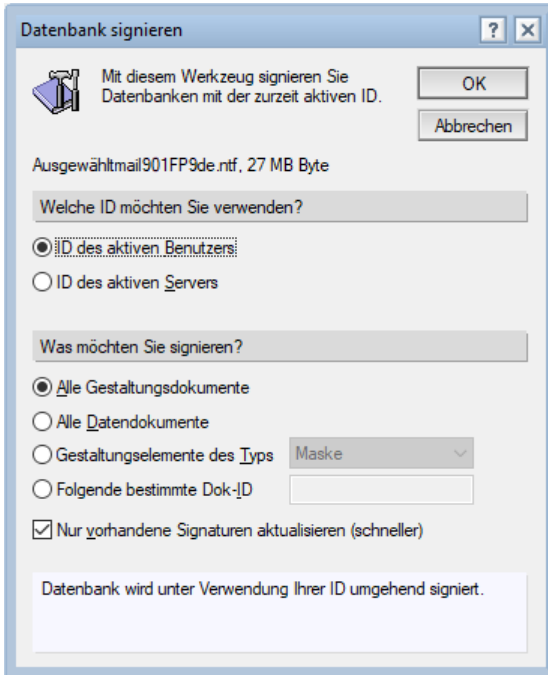 Datenbank signieren
?
Mit diesem Werkzeug signieren Sie
Datenbanken mit der zurzeit aktiven ID.
OK
Abbrechen
Ausgewähltmail901FP9de.ntf, 27 MB Byte
Welche ID möchten Sie verwenden?
ID des aktiven Benutzers
ID des aktiven Servers
Was möchten Sie signieren?
Alle Gestaltungsdokumente
Alle Datendokumente
Gestaltungselemente des Typs Maske
Folgende bestimmte Dok-ID
Nur vorhandene Signaturen aktualisieren (schneller)
Datenbank wird unter Verwendung Ihrer ID umgehend signiert.